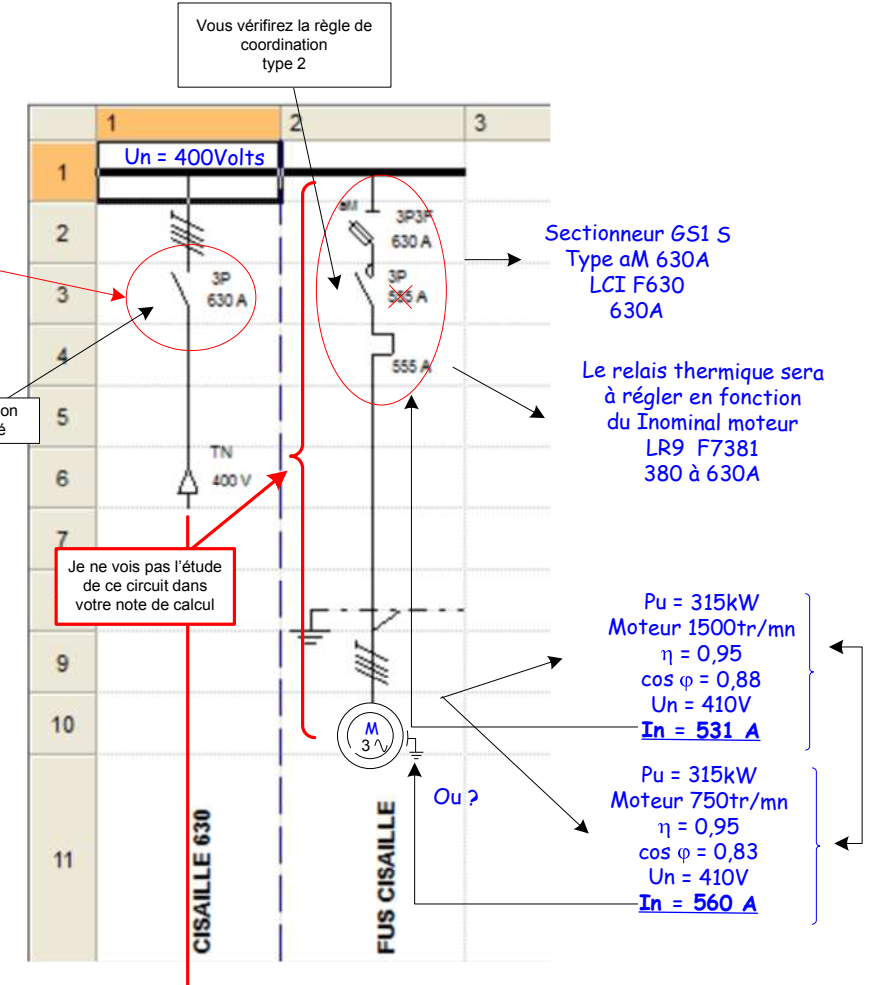 Vous vérifirez la règle de
coordination
type 2
1
2
3
1
Un = 400Volts
2
aM
3P3F
630 A
Sectionneur GS1 S
Type aM 630A
LCI F630
630A
3
3P
630 A
3P
555 A
4
555 A
Le relais thermique sera
à régler en fonction
du Inominal moteur
LR9 F7381
380 à 630A
on
é
5
6
TN
400 V
7
Je ne vois pas l'étude
de ce circuit dans
votre note de calcul
9
10
M
3
Pu = 315kW
Moteur 1500tr/mn
η = 0,95
cos φ = 0,88
Un = 410V
In = 531 A
Ou ?
Pu = 315kW
Moteur 750tr/mn
η = 0,95
cos φ = 0,83
Un = 410V
In = 560 A
11
CISAILLE 630
FUS CISAILLE